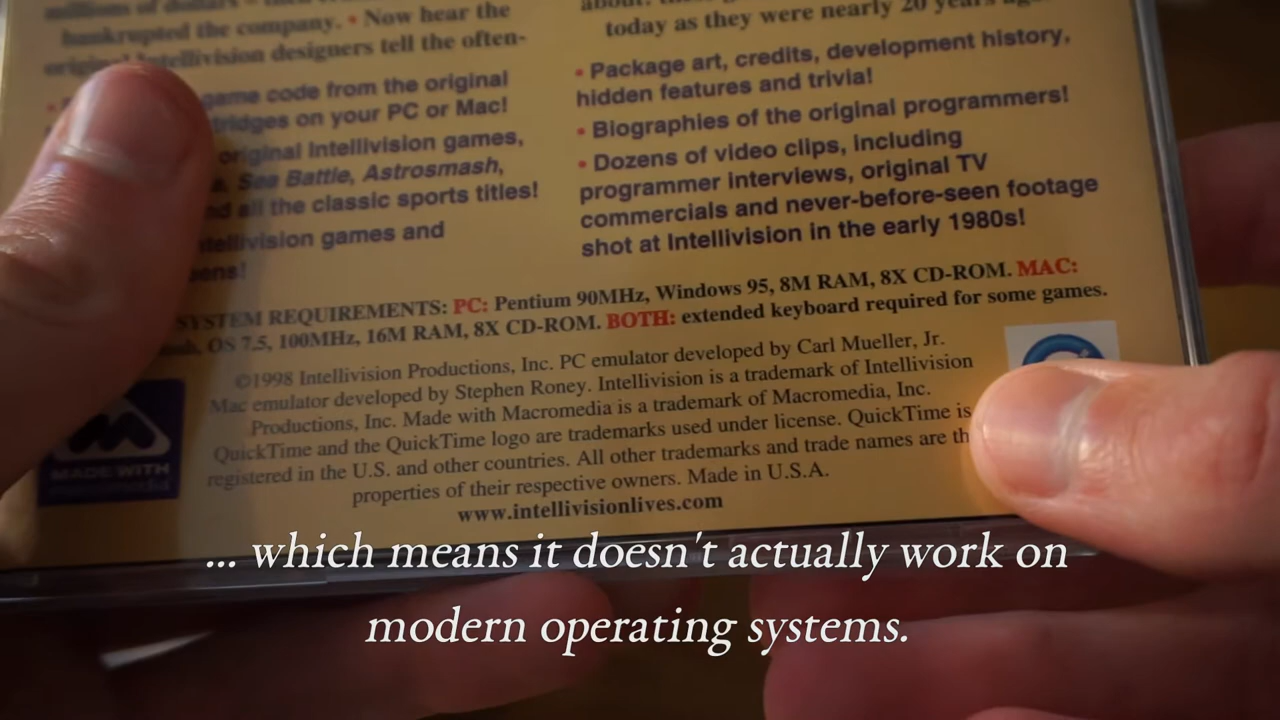 millions of dollars
bankrupted the company. • Now hear the
original Intellivision designers tell the often-
game code from the original
on your PC or Mac!
original Intellivision games,
Sea Battle, Astrosmash,
all the classic sports titles!
games and
today as they were nearly 20 years
• Package art, credits, development history,
hidden features and trivia!
• Biographies of the original programmers!
• Dozens of video clips, including
programmer interviews, original TV
commercials and never-before-seen footage
shot at Intellivision in the early 1980s!
SYSTEM REQUIREMENTS: PC: Pentium 90MHz, Windows 95, 8M RAM, 8X CD-ROM. MAC:
OS 7.5, 100MHz, 16M RAM, 8X CD-ROM. BOTH: extended keyboard required for some games.
©1998 Intellivision Productions, Inc. PC emulator developed by Carl Mueller, Jr.
Mac emulator developed by Stephen Roney. Intellivision is a trademark of Intellivision
Productions, Inc. Made with Macromedia is a trademark of Macromedia, Inc.
QuickTime and the QuickTime logo are trademarks used under license. QuickTime is
registered in the U.S. and other countries. All other trademarks and trade names are th
properties of their respective owners. Made in U.S.A.
www.intellivisionlives.com
MADE WITH
... which means it doesn't actually work on
modern operating systems.